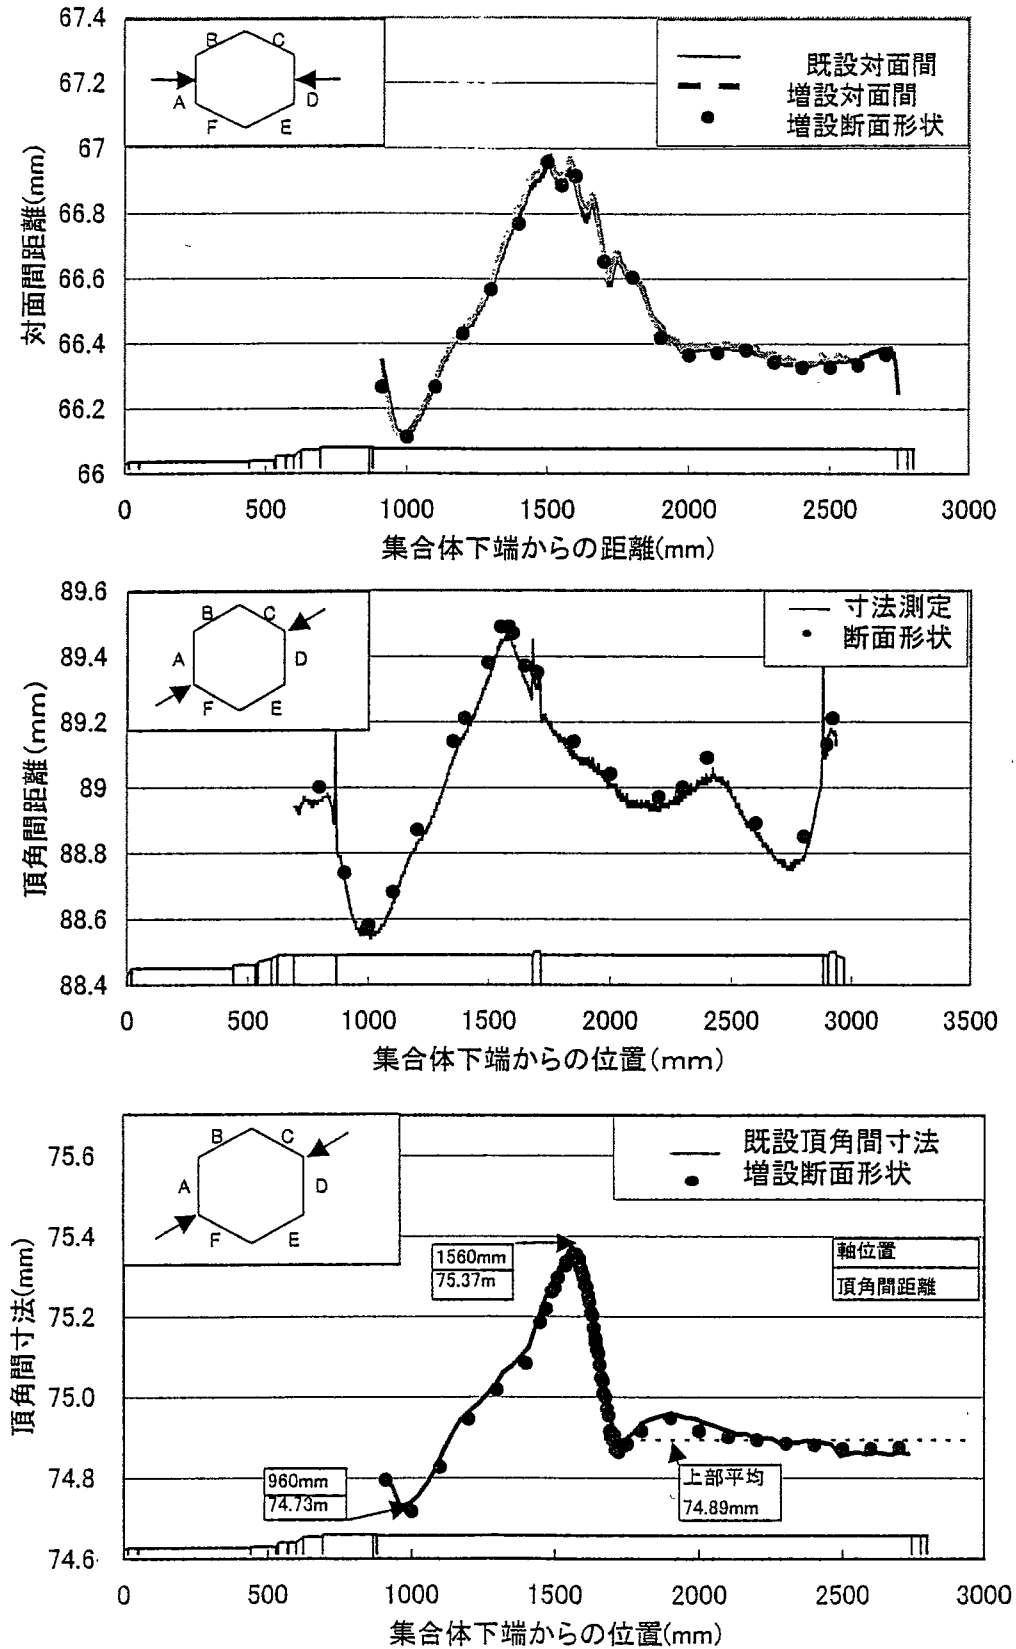 67.4
67.2
67
66.8
66.6
66.4
66.2
66
対面間距離(mm)
B C
A D
F E
既設対面間
増設対面間
増設断面形状
0 500 1000 1500 2000 2500 3000
集合体下端からの距離(mm)
89.6
89.4
89.2
89
88.8
88.6
88.4
頂角間距離(mm)
B C
A D
F E
寸法測定
断面形状
0 500 1000 1500 2000 2500 3000 3500
集合体下端からの位置(mm)
75.6
75.4
75.2
75.0
74.8
74.6
頂角間寸法(mm)
B C
A D
F E
既設頂角間寸法
増設断面形状
1560mm
75.37m
軸位置
頂角間距離
960mm
74.73m
上部平均
74.89mm
0 500 1000 1500 2000 2500 3000
集合体下端からの位置(mm)